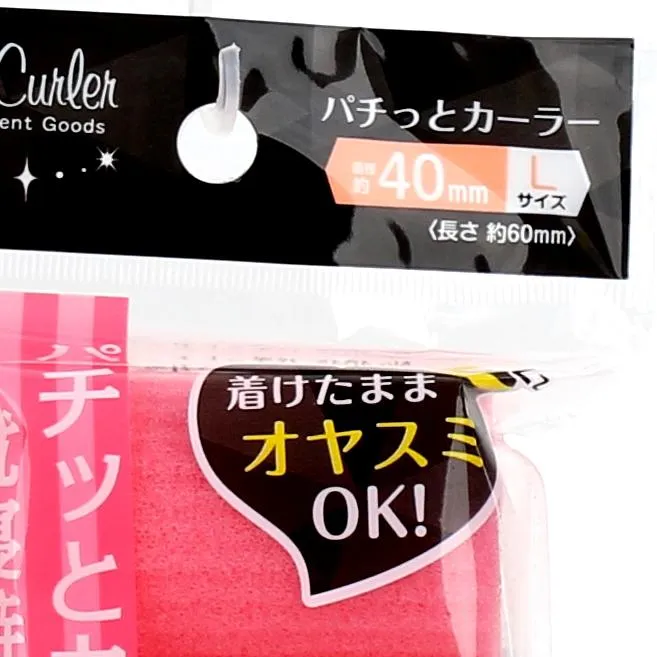 Curler
ent Goods
パチっとカーラー
直径
約40mm
L
サイズ
〈長さ 約60mm〉
着けたまま
オヤスミ
OK!
パチッと